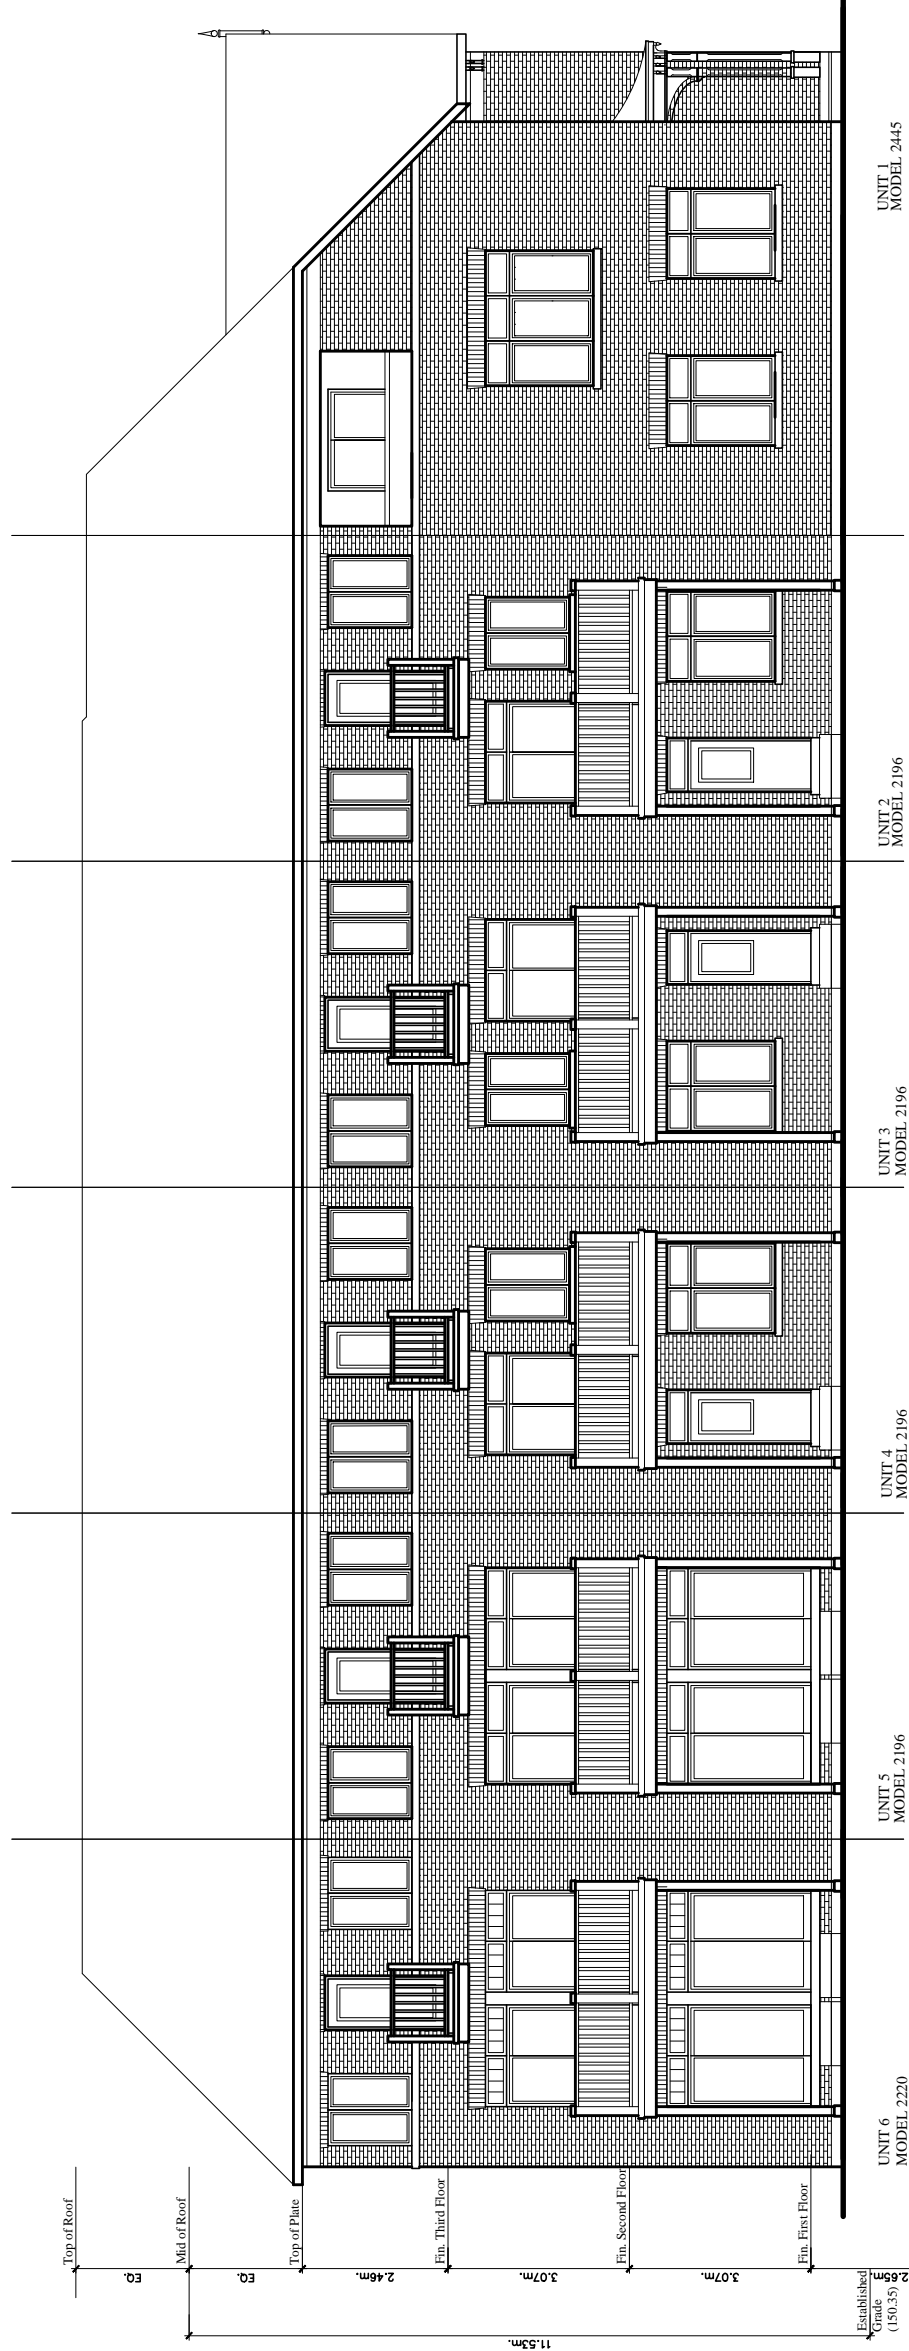 UNIT 6
MODEL 2220
UNIT 5
MODEL 2196
UNIT 4
MODEL 2196
UNIT 3
MODEL 2196
UNIT 2
MODEL 2196
UNIT 1
MODEL 2445
Top of Roof
Mid of Roof
Top of Plate
Fin. Third Floor
Fin. Second Floor
Fin. First Floor
Established
Grade
(150.35)
EQ.
EQ.
2.46m.
3.07m.
3.07m.
2.65m.
11.53m.